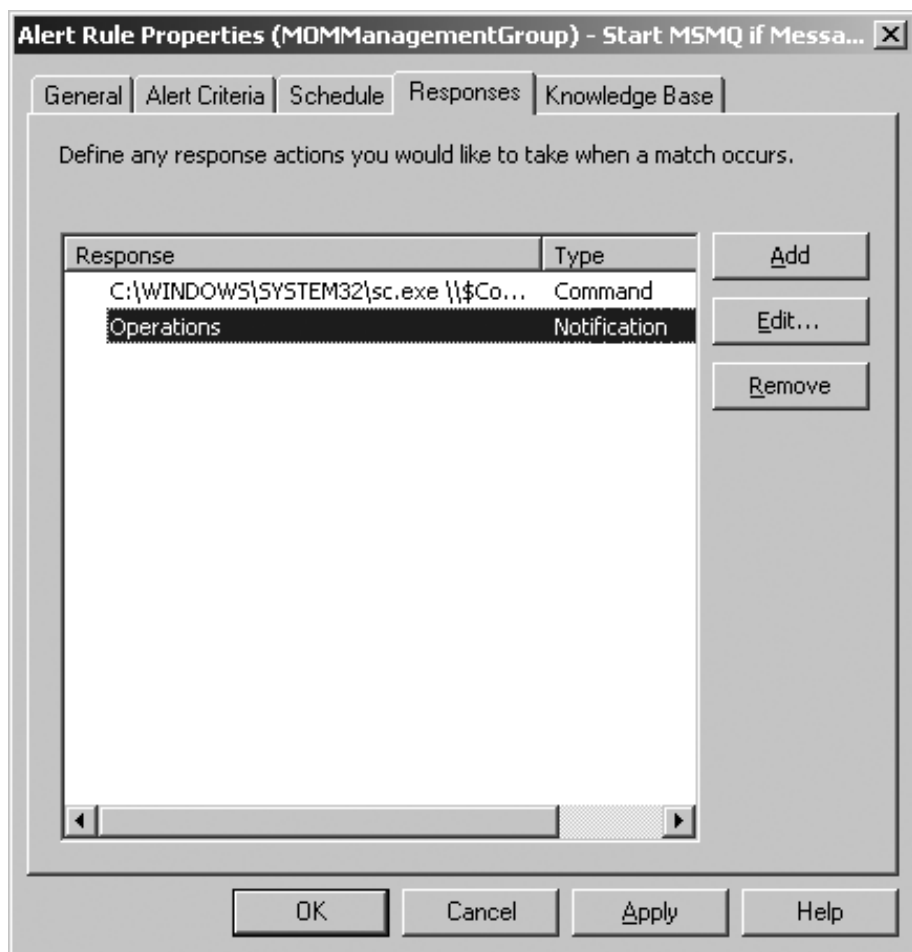 Alert Rule Properties (MOMManagementGroup) - Start MSMQ if Messa...
General Alert Criteria Schedule Responses Knowledge Base
Define any response actions you would like to take when a match occurs.
Response Type
Add
C:\WINDOWS\SYSTEM32\sc.exe \\$Co... Command
Operations Notification
Edit...
Remove
OK Cancel Apply Help